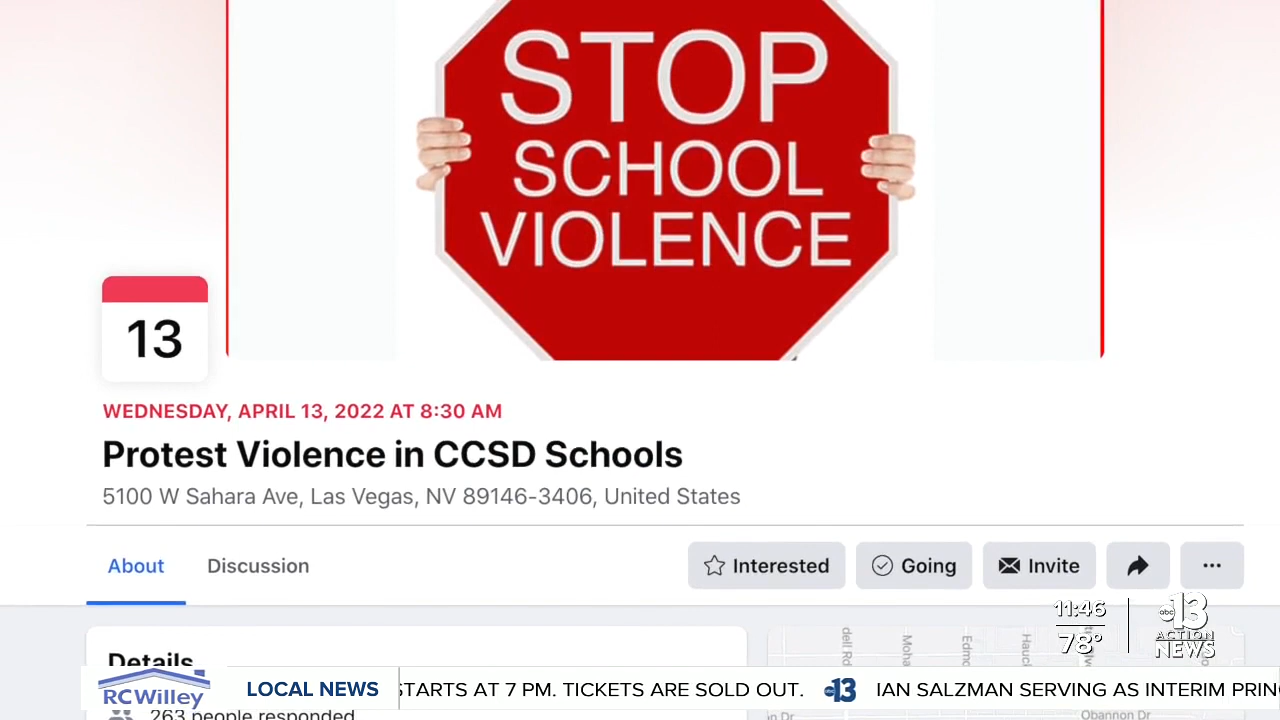 STOP
SCHOOL
VIOLENCE
13
WEDNESDAY, APRIL 13, 2022 AT 8:30 AM
Protest Violence in CCSD Schools
5100 W Sahara Ave, Las Vegas, NV 89146-3406, United States
About
Discussion
Interested
Going
Invite
11:46
78°
abc 13
ACTION
NEWS
Details
RC Willey
LOCAL NEWS
STARTS AT 7 PM. TICKETS ARE SOLD OUT.
13
IAN SALZMAN SERVING AS INTERIM PRIN
263 people responded
Obannon Dr